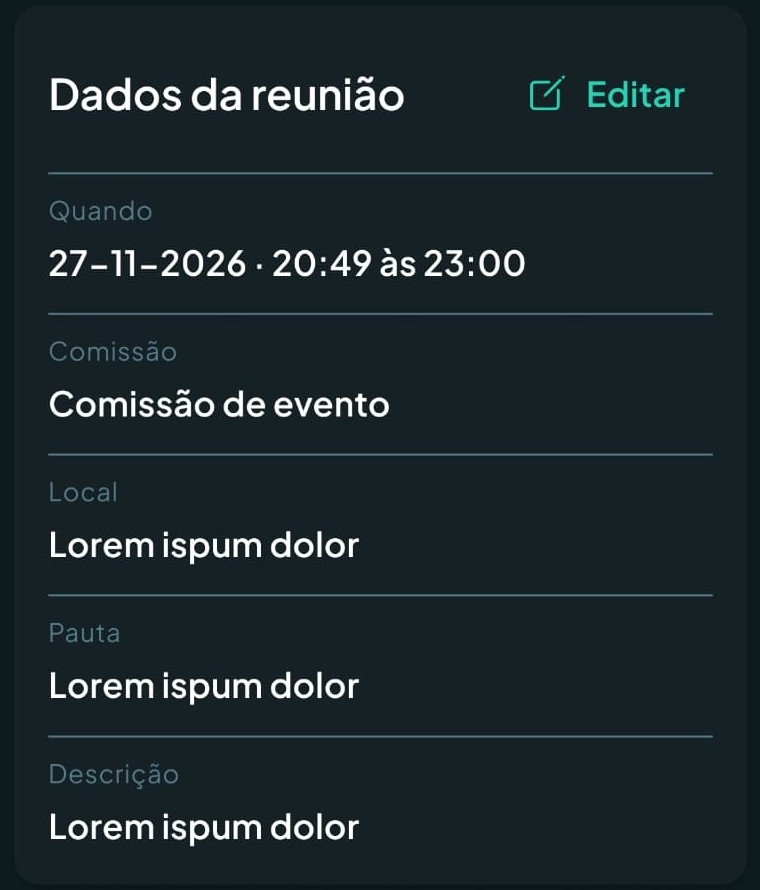 Dados da reunião
Editar
Quando
27-11-2026 · 20:49 às 23:00
Comissão
Comissão de evento
Local
Lorem ispum dolor
Pauta
Lorem ispum dolor
Descrição
Lorem ispum dolor